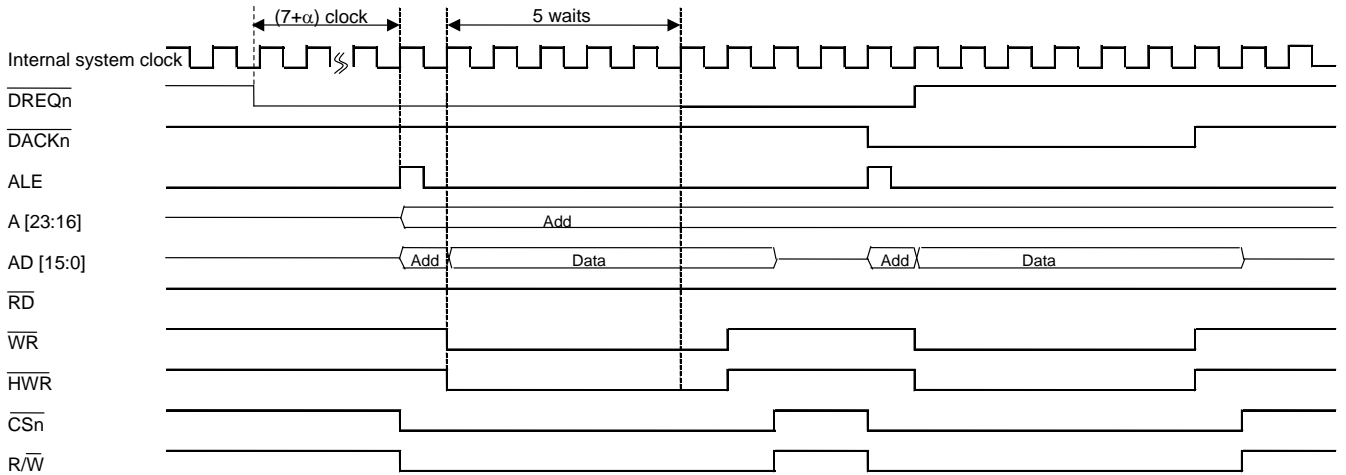 (7+α) clock
5 waits
Internal system clock
DREQn
DACKn
ALE
A [23:16]
Add
AD [15:0]
Add
Data
Add
Data
RD
WR
HWR
CSn
R/W